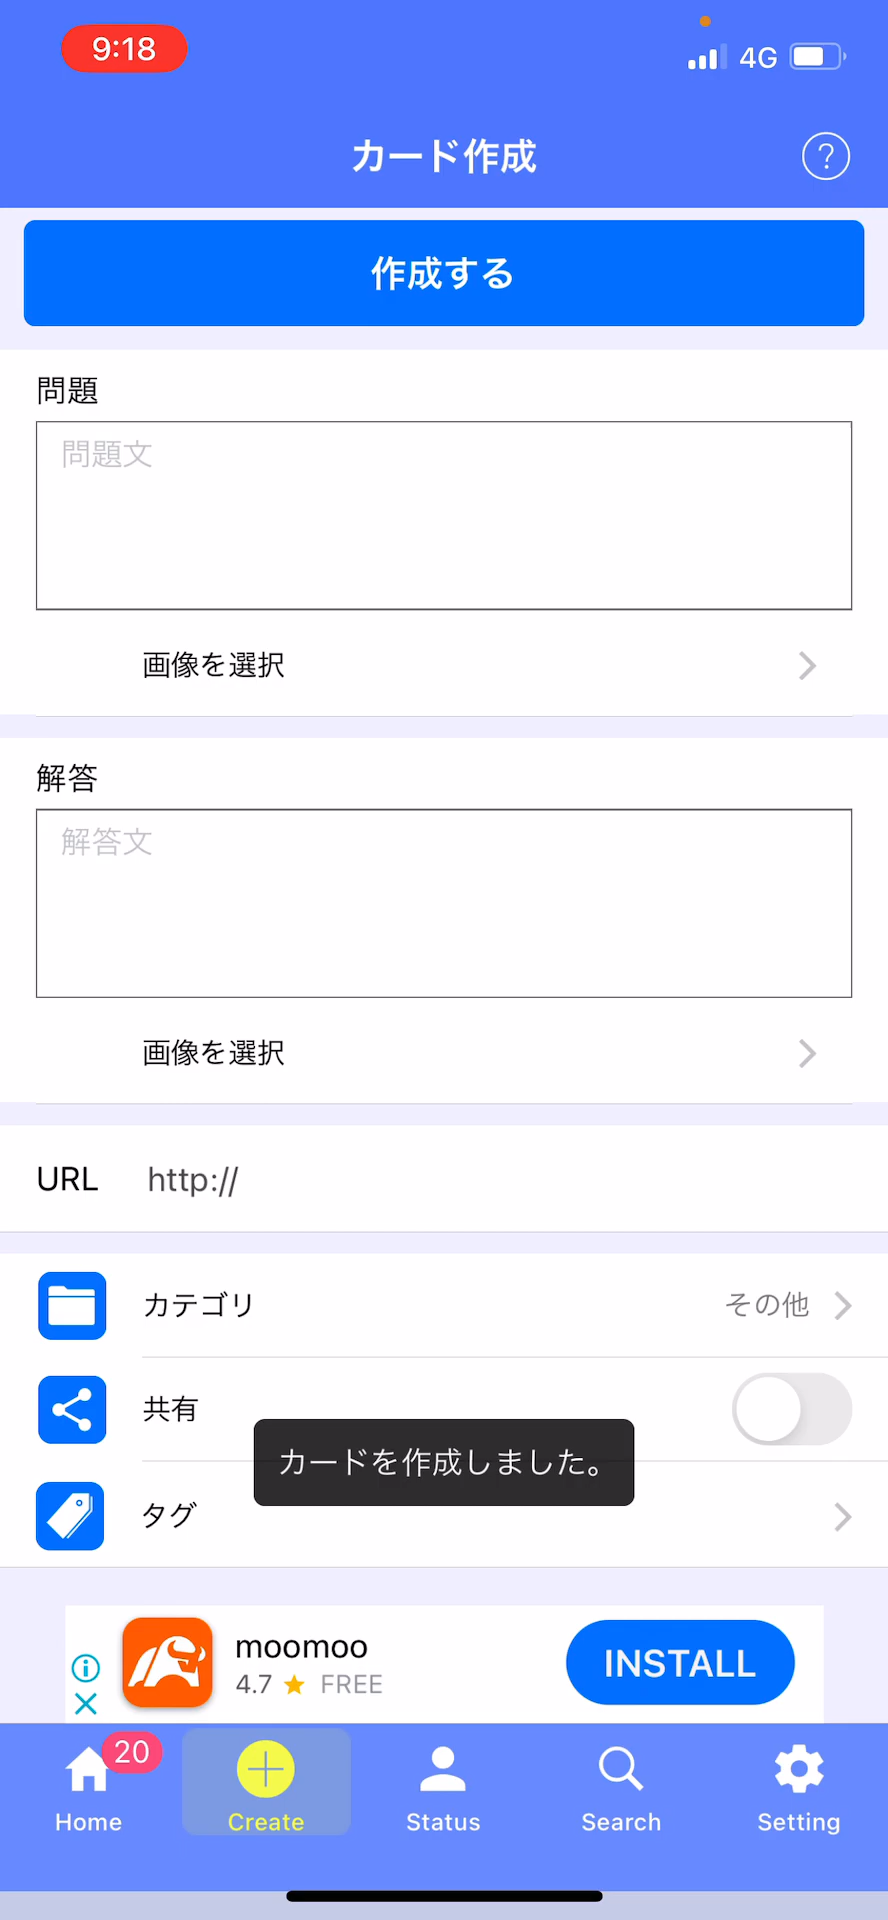 9:18
4G
カード作成
?
作成する
問題
問題文
画像を選択
解答
解答文
画像を選択
URL http://
カテゴリ その他
共有
カードを作成しました。
タグ
moomoo
4.7 ★ FREE
INSTALL
20
Home Create Status Search Setting